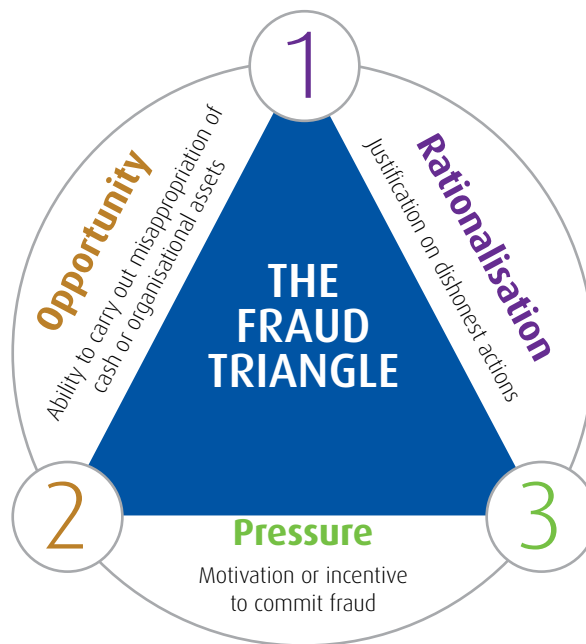 1
Opportunity
Ability to carry out misappropriation of
cash or organisational assets
Rationalisation
Justification on dishonest actions
THE
FRAUD
TRIANGLE
2
3
Pressure
Motivation or incentive
to commit fraud